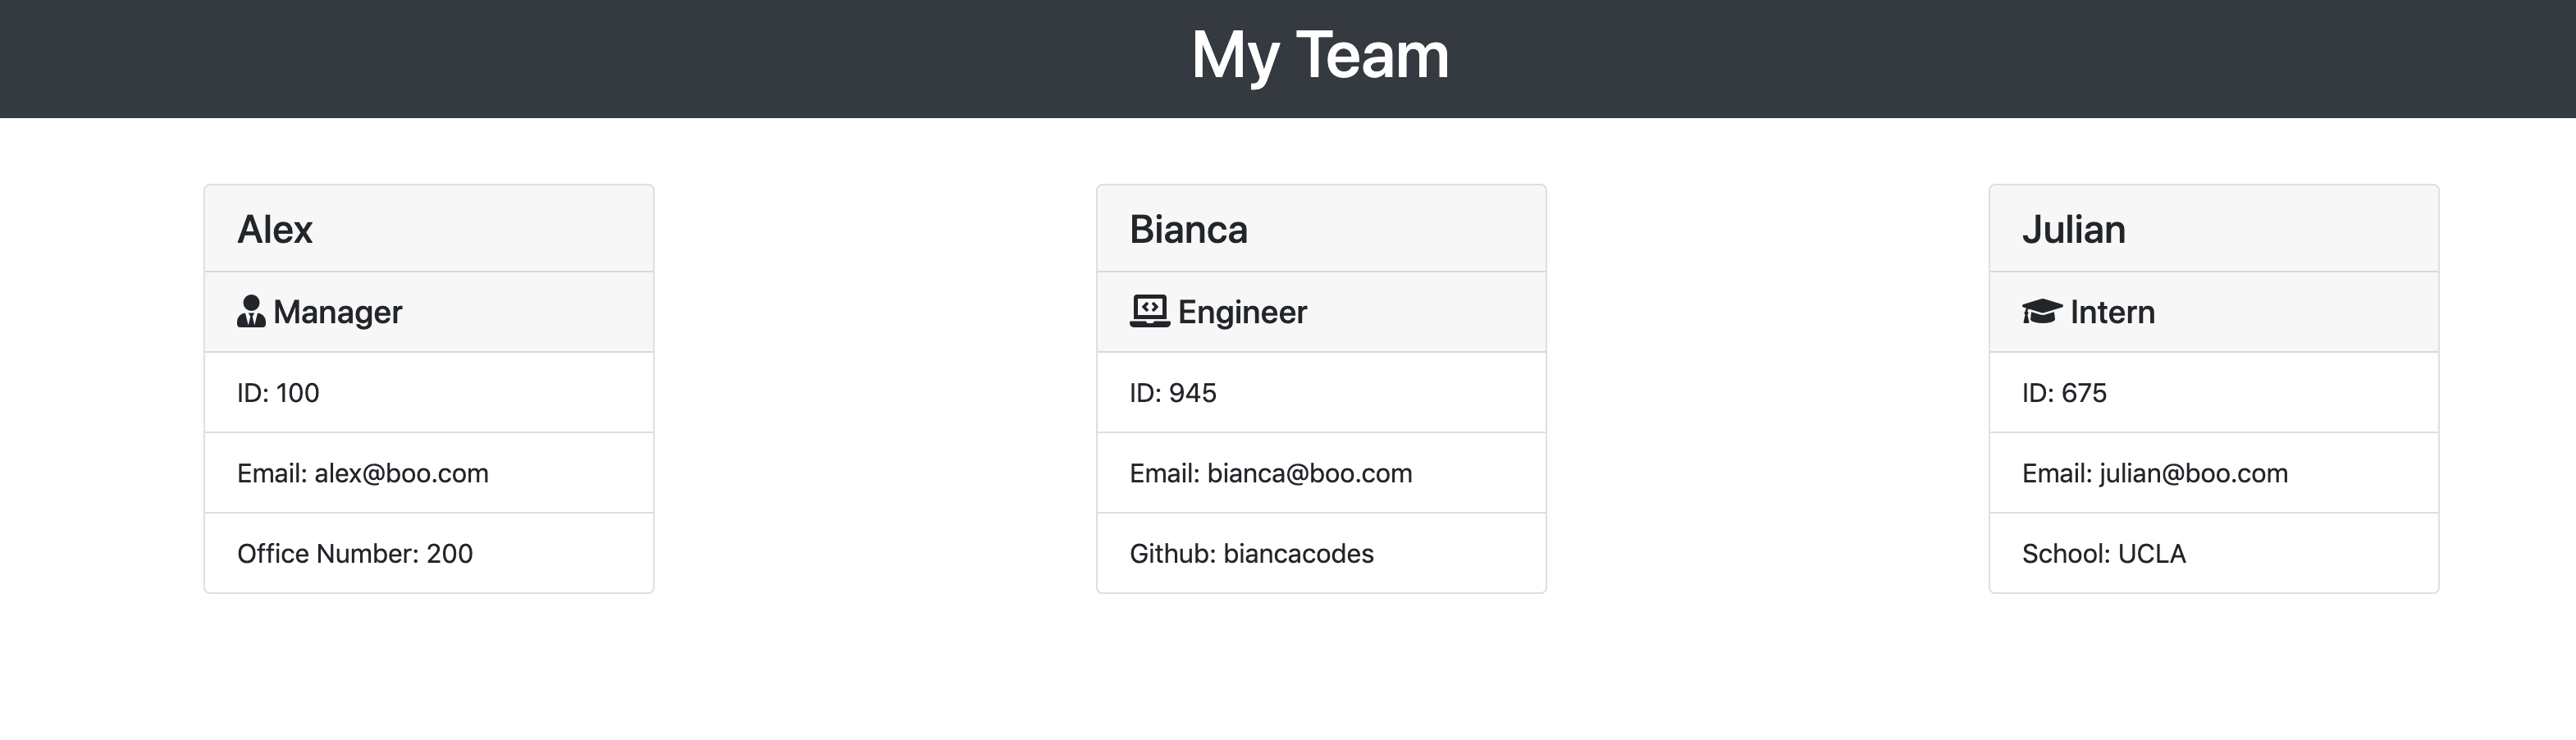 My Team
Alex
Manager
ID: 100
Email: alex@boo.com
Office Number: 200
Bianca
Engineer
ID: 945
Email: bianca@boo.com
Github: biancacodes
Julian
Intern
ID: 675
Email: julian@boo.com
School: UCLA